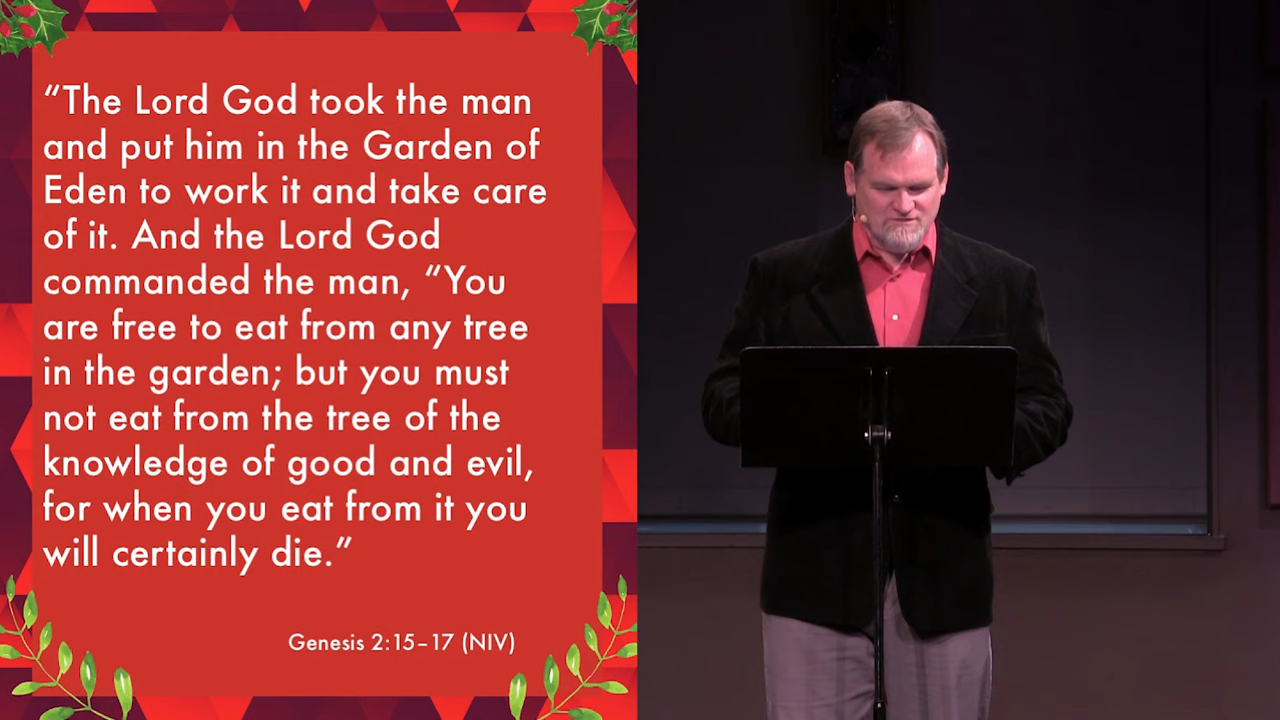 “The Lord God took the man
and put him in the Garden of
Eden to work it and take care
of it. And the Lord God
commanded the man, “You
are free to eat from any tree
in the garden; but you must
not eat from the tree of the
knowledge of good and evil,
for when you eat from it you
will certainly die.”
Genesis 2:15–17 (NIV)